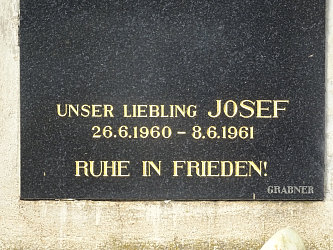 UNSER LIEBLING JOSEF
26.6.1960 – 8.6.1961
RUHE IN FRIEDEN!
GRABNER